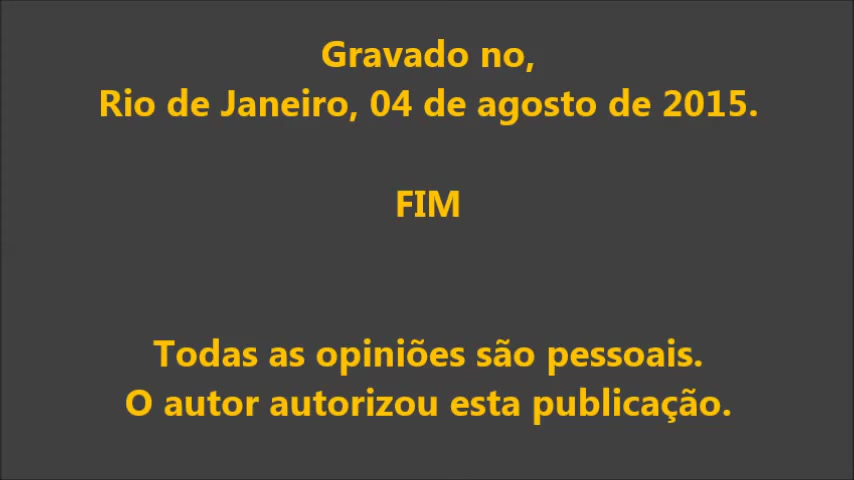 Gravado no,
Rio de Janeiro, 04 de agosto de 2015.
FIM
Todas as opiniões são pessoais.
O autor autorizou esta publicação.